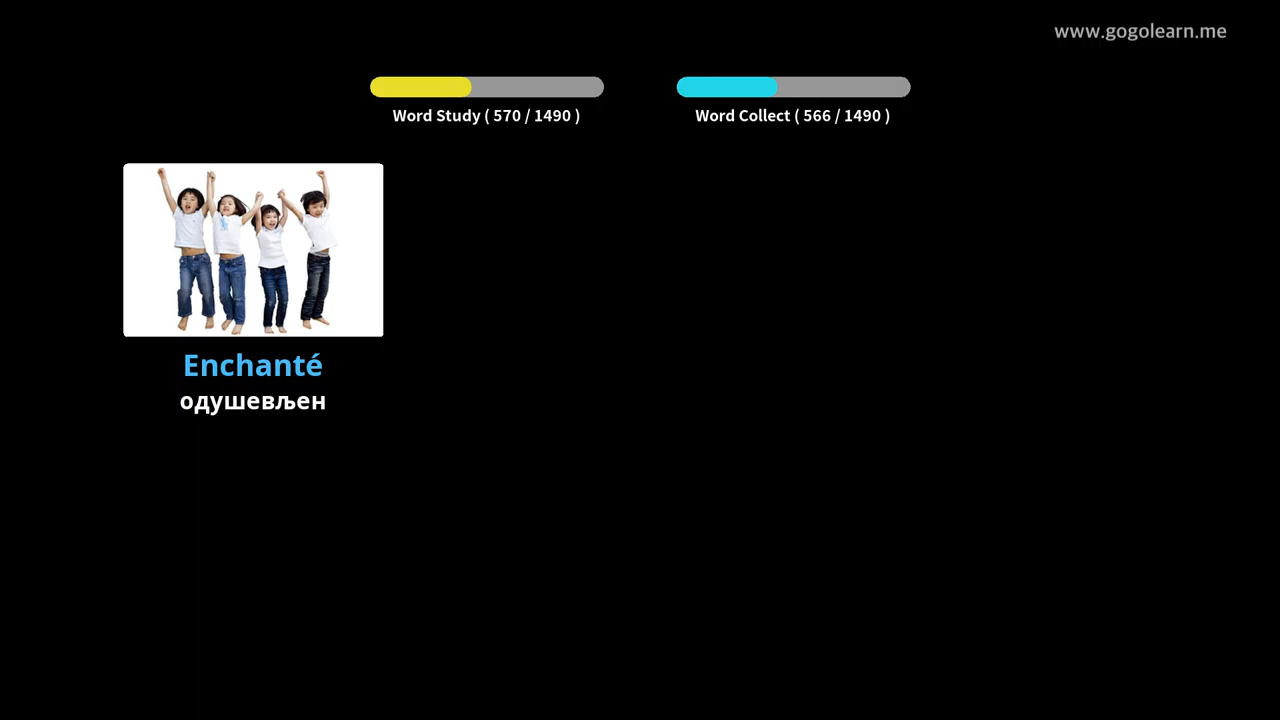 www.gogolearn.me
Word Study ( 570 / 1490 )
Word Collect ( 566 / 1490 )
Enchanté
одушевљен